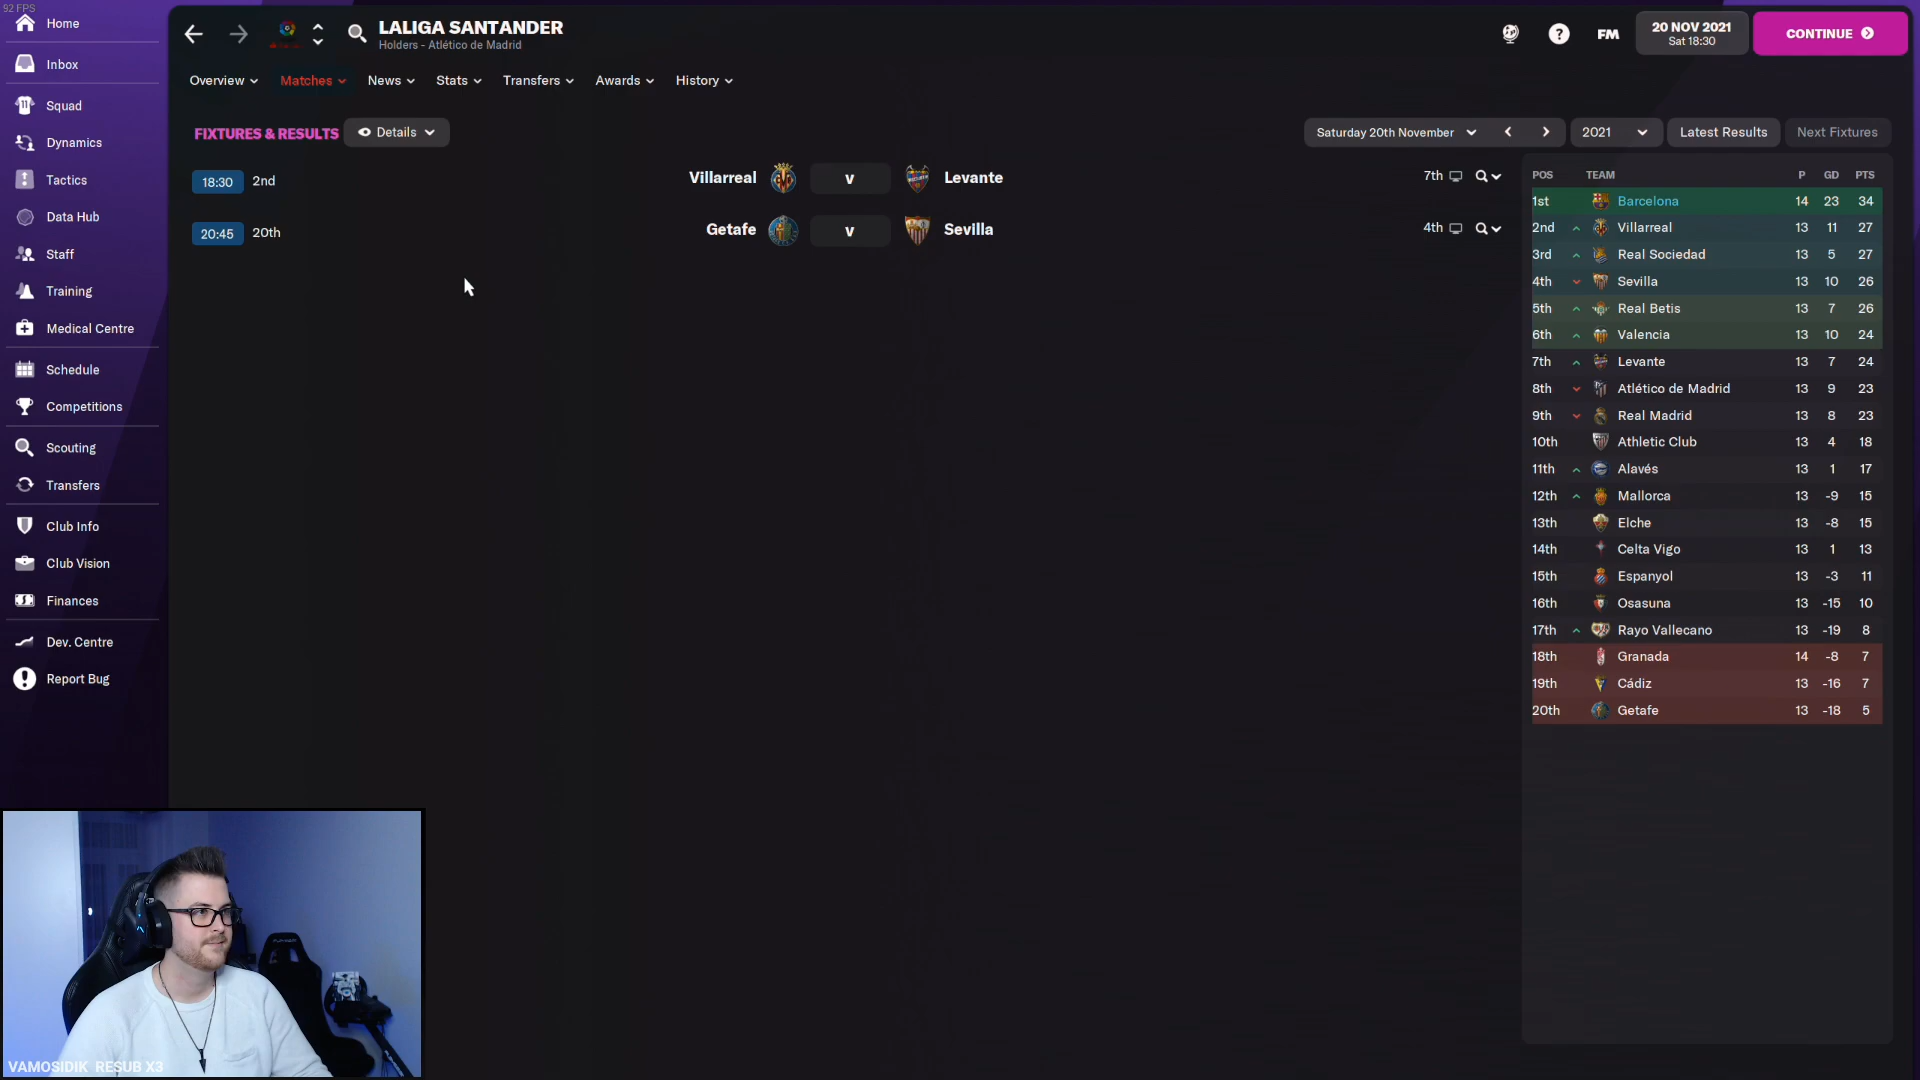 92 FPS
Home
Inbox
Squad
Dynamics
Tactics
Data Hub
Staff
Training
Medical Centre
Schedule
Competitions
Scouting
Transfers
Club Info
Club Vision
Finances
Dev. Centre
Report Bug
LALIGA SANTANDER
Holders - Atlético de Madrid
FM
20 NOV 2021
Sat 18:30
CONTINUE
Overview Matches News Stats Transfers Awards History
FIXTURES & RESULTS Details
Saturday 20th November 2021 Latest Results Next Fixtures
18:30 2nd Villarreal v Levante 7th
20:45 20th Getafe v Sevilla 4th
POS TEAM P GD PTS
1st Barcelona 14 23 34
2nd Villarreal 13 11 27
3rd Real Sociedad 13 5 27
4th Sevilla 13 10 26
5th Real Betis 13 7 26
6th Valencia 13 10 24
7th Levante 13 7 24
8th Atlético de Madrid 13 9 23
9th Real Madrid 13 8 23
10th Athletic Club 13 4 18
11th Alavés 13 1 17
12th Mallorca 13 -9 15
13th Elche 13 -8 15
14th Celta Vigo 13 1 13
15th Espanyol 13 -3 11
16th Osasuna 13 -15 10
17th Rayo Vallecano 13 -19 8
18th Granada 14 -8 7
19th Cádiz 13 -16 7
20th Getafe 13 -18 5
VAMOSIDIK RESUB X3